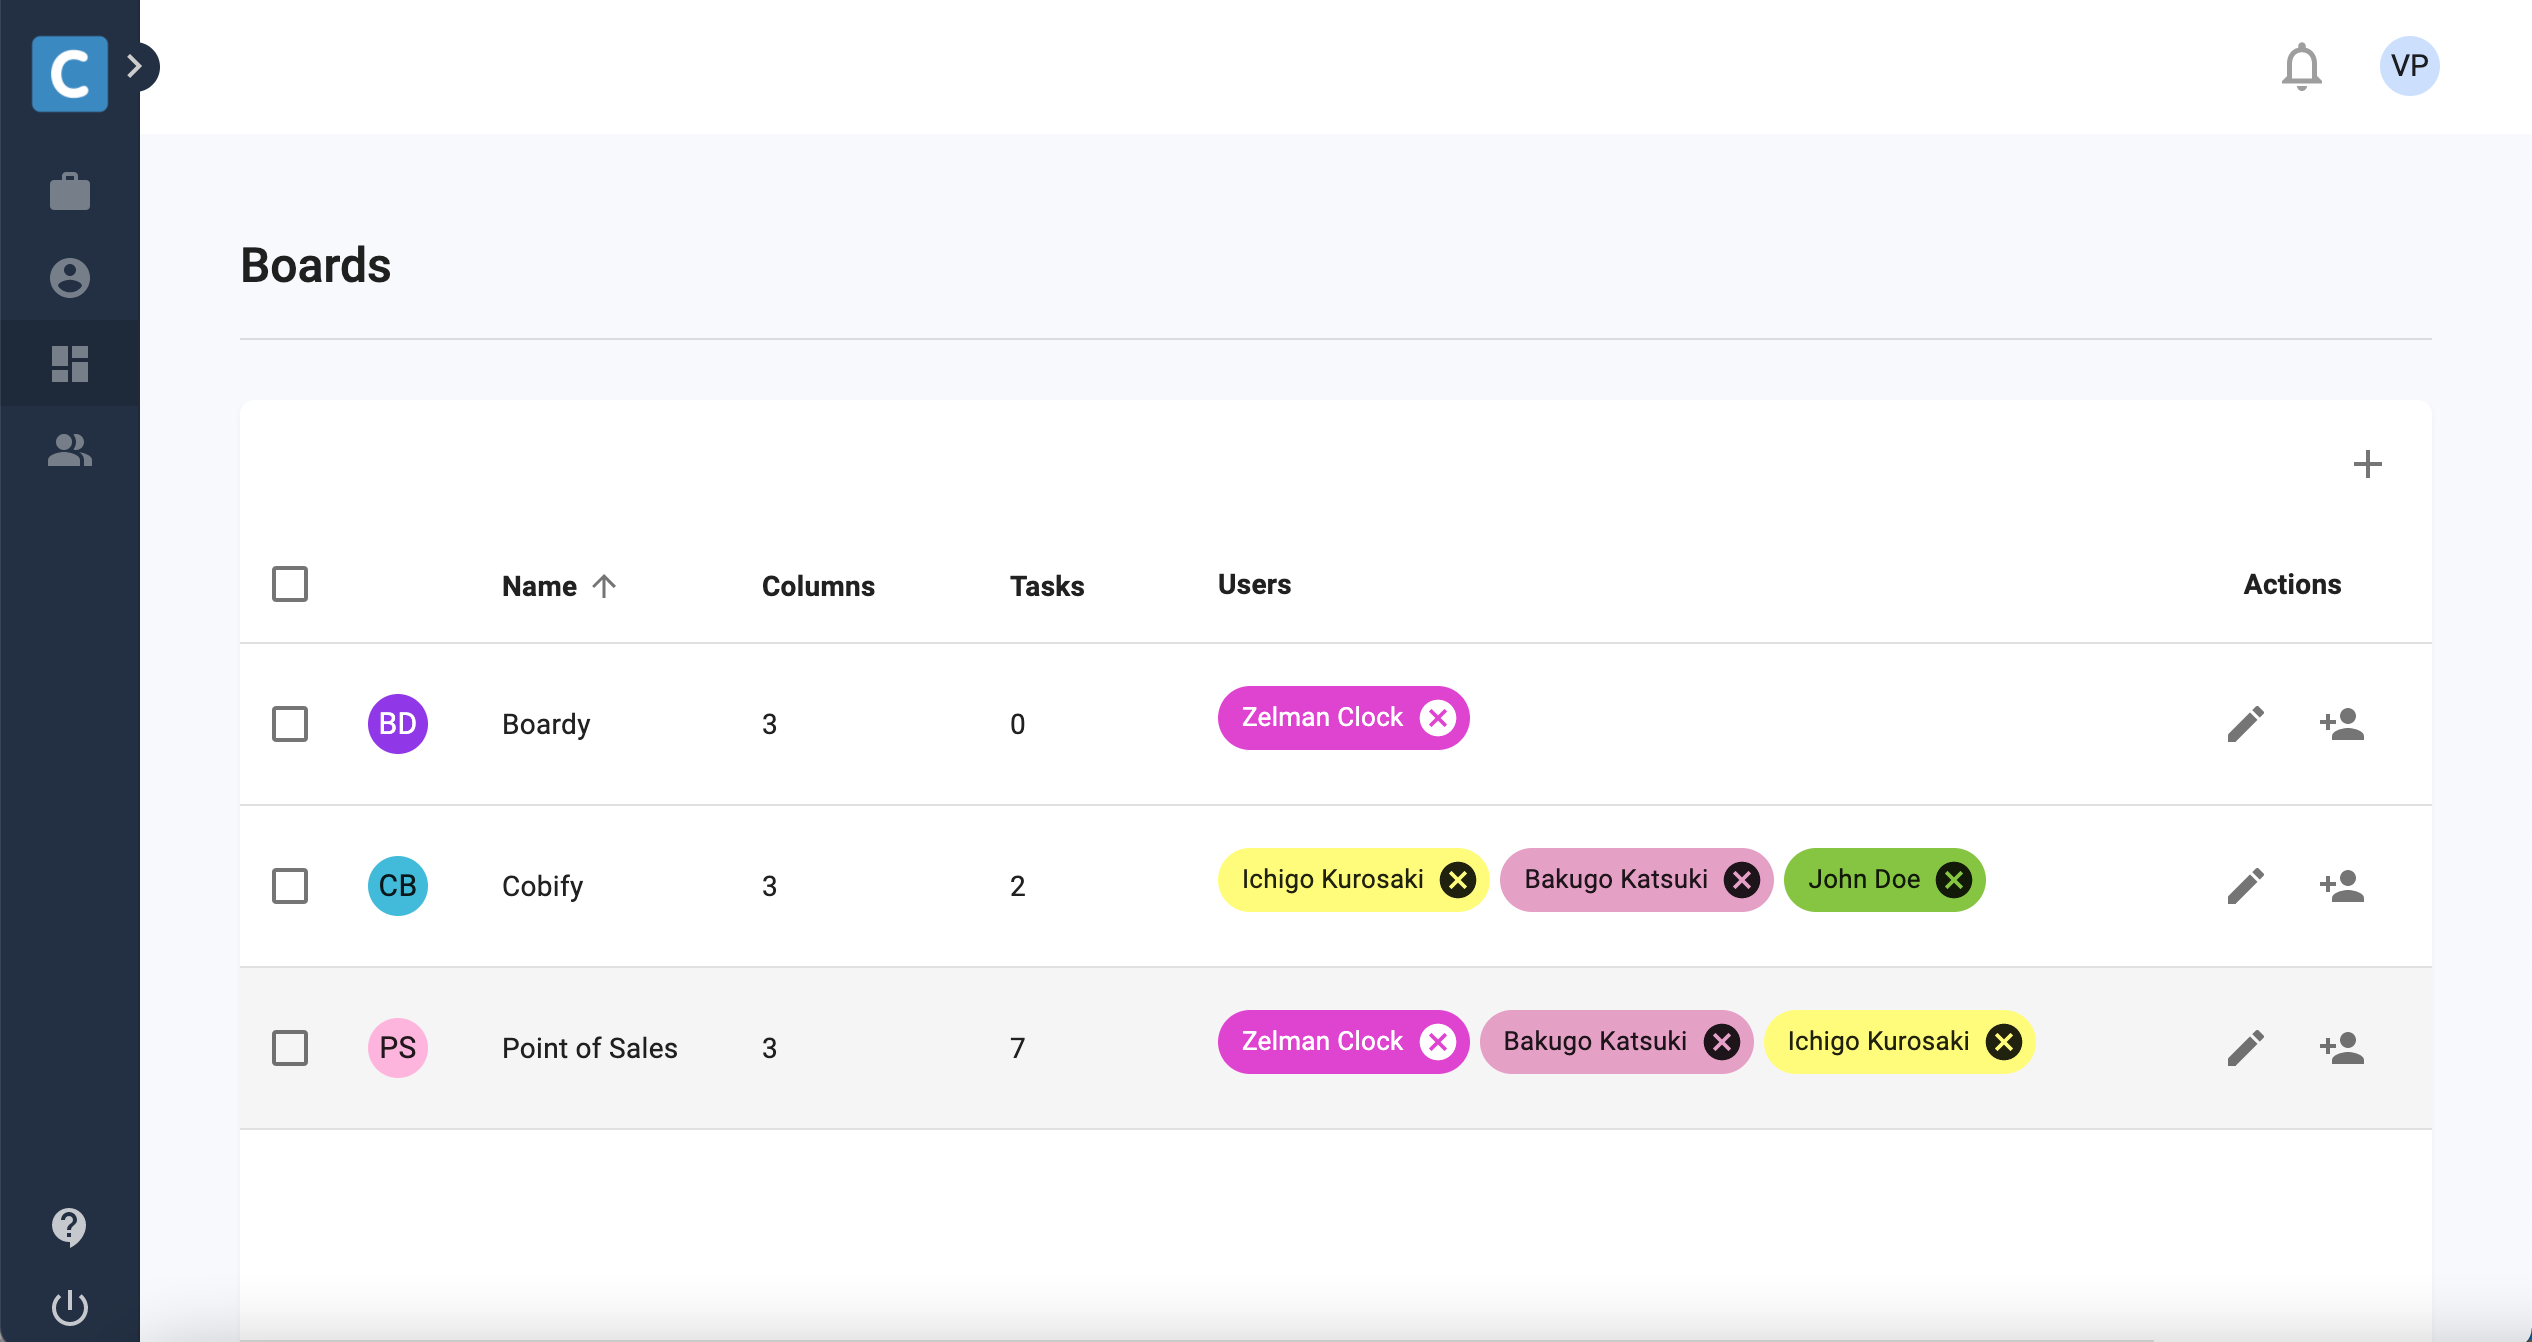 C
VP
Boards
Name Columns Tasks Users Actions
BD Boardy 3 0 Zelman Clock
CB Cobify 3 2 Ichigo Kurosaki Bakugo Katsuki John Doe
PS Point of Sales 3 7 Zelman Clock Bakugo Katsuki Ichigo Kurosaki
?